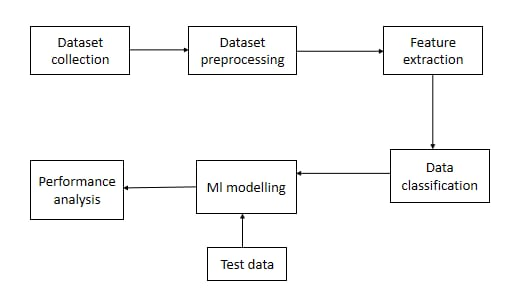 Dataset
collection
Dataset
preprocessing
Feature
extraction
Data
classification
Ml modelling
Performance
analysis
Test data